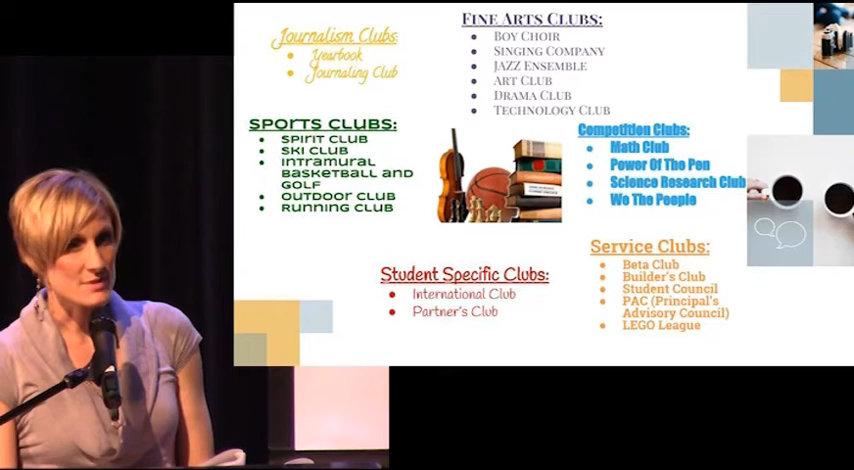 Journalism Clubs:
Yearbook
Journaling Club
FINE ARTS CLUBS:
BOY CHOIR
SINGING COMPANY
JAZZ ENSEMBLE
ART CLUB
DRAMA CLUB
TECHNOLOGY CLUB
SPORTS CLUBS:
SPIRIT CLUB
SKI CLUB
INTRAMURAL
BASKETBALL AND
GOLF
OUTDOOR CLUB
RUNNING CLUB
Competition Clubs:
Math Club
Power Of The Pen
Science Research Club
We The People
Student Specific Clubs:
International Club
Partner's Club
Service Clubs:
Beta Club
Builder's Club
Student Council
PAC (Principal's
Advisory Council)
LEGO League